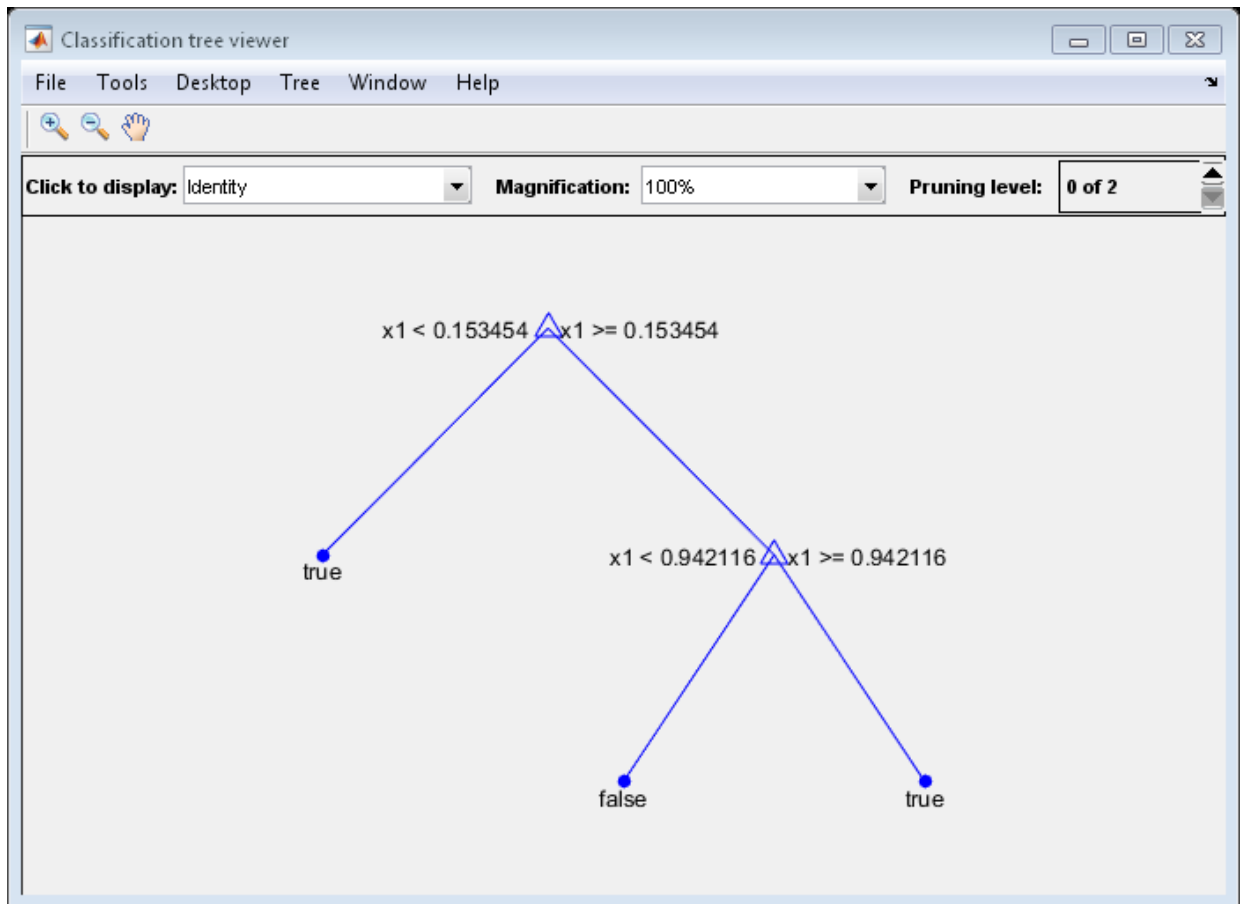 Classification tree viewer
File Tools Desktop Tree Window Help
Click to display: Identity Magnification: 100% Pruning level: 0 of 2
x1 < 0.153454 x1 >= 0.153454
x1 < 0.942116 x1 >= 0.942116
true
false true